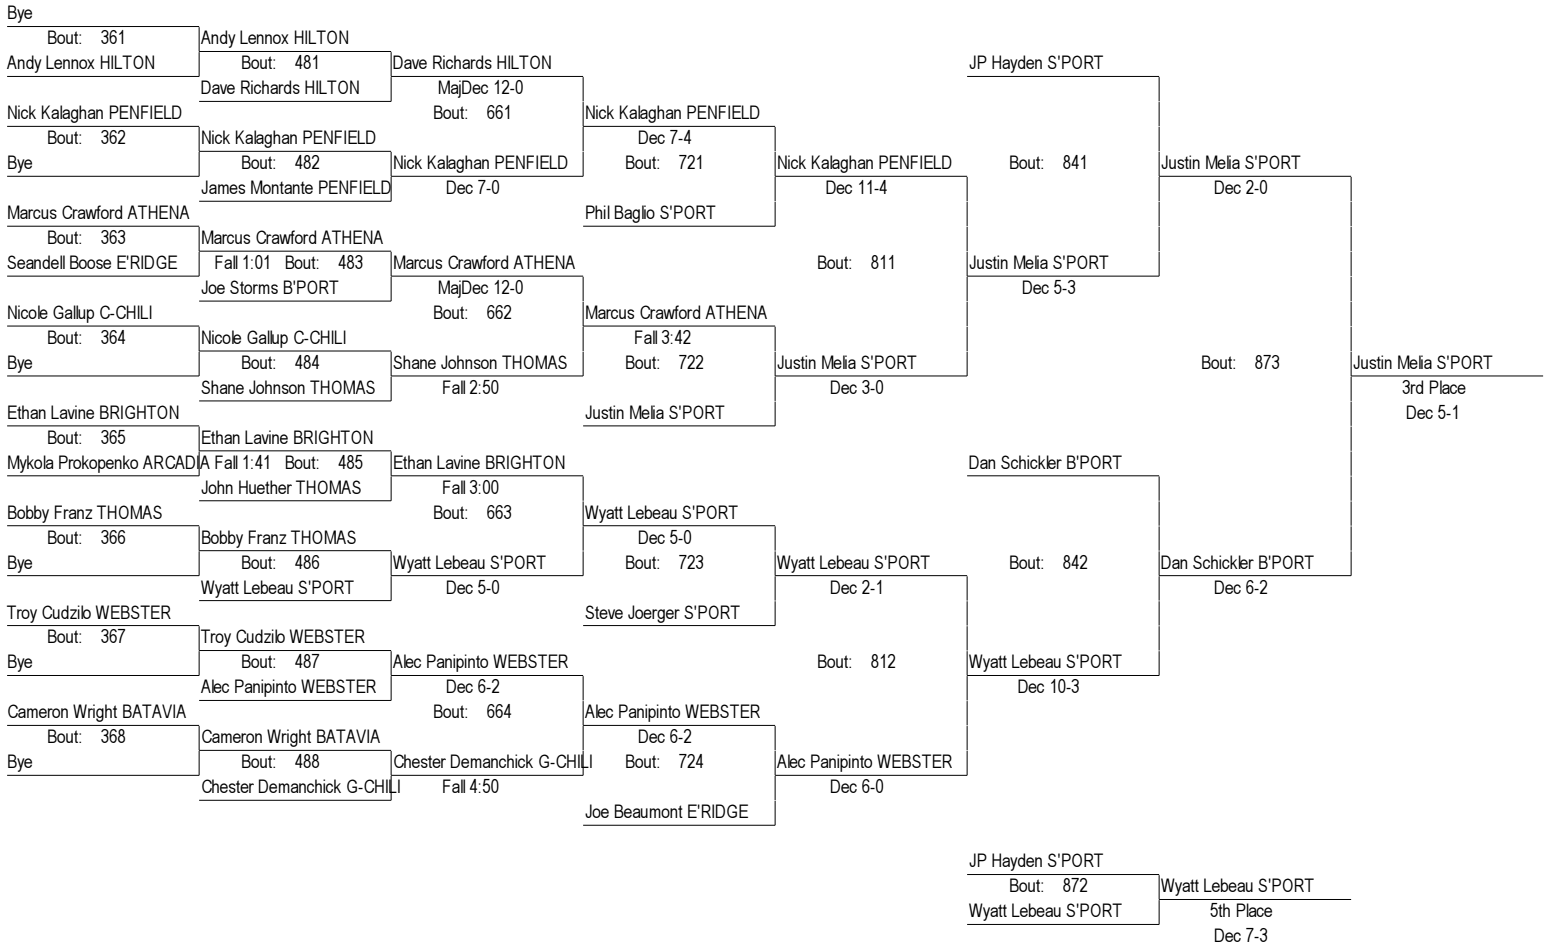 Bye
Bout: 361 Andy Lennox HILTON
Andy Lennox HILTON Bout: 481 Dave Richards HILTON JP Hayden S'PORT
Dave Richards HILTON MajDec 12-0
Nick Kalaghan PENFIELD Bout: 661 Nick Kalaghan PENFIELD
Bout: 362 Nick Kalaghan PENFIELD Dec 7-4
Bye Bout: 482 Nick Kalaghan PENFIELD Bout: 721 Nick Kalaghan PENFIELD Bout: 841 Justin Melia S'PORT
James Montante PENFIELD Dec 7-0 Dec 11-4 Dec 2-0
Marcus Crawford ATHENA Phil Baglio S'PORT
Bout: 363 Marcus Crawford ATHENA
Seandell Boose E'RIDGE Fall 1:01 Bout: 483 Marcus Crawford ATHENA Bout: 811 Justin Melia S'PORT
Joe Storms B'PORT MajDec 12-0 Dec 5-3
Nicole Gallup C-CHILI Bout: 662 Marcus Crawford ATHENA
Bout: 364 Nicole Gallup C-CHILI Fall 3:42
Bye Bout: 484 Shane Johnson THOMAS Bout: 722 Justin Melia S'PORT Bout: 873 Justin Melia S'PORT
Shane Johnson THOMAS Fall 2:50 Dec 3-0 3rd Place
Ethan Lavine BRIGHTON Justin Melia S'PORT Dec 5-1
Bout: 365 Ethan Lavine BRIGHTON
Mykola Prokopenko ARCADIA Fall 1:41 Bout: 485 Ethan Lavine BRIGHTON Dan Schickler B'PORT
John Huether THOMAS Fall 3:00
Bobby Franz THOMAS Bout: 663 Wyatt Lebeau S'PORT
Bout: 366 Bobby Franz THOMAS Dec 5-0
Bye Bout: 486 Wyatt Lebeau S'PORT Bout: 723 Wyatt Lebeau S'PORT Bout: 842 Dan Schickler B'PORT
Wyatt Lebeau S'PORT Dec 5-0 Dec 2-1 Dec 6-2
Troy Cudzilo WEBSTER Steve Joerger S'PORT
Bout: 367 Troy Cudzilo WEBSTER
Bye Bout: 487 Alec Panipinto WEBSTER Bout: 812 Wyatt Lebeau S'PORT
Alec Panipinto WEBSTER Dec 6-2 Dec 10-3
Cameron Wright BATAVIA Bout: 664 Alec Panipinto WEBSTER
Bout: 368 Cameron Wright BATAVIA Dec 6-2
Bye Bout: 488 Chester Demanchick G-CHILI Bout: 724 Alec Panipinto WEBSTER
Chester Demanchick G-CHILI Fall 4:50 Dec 6-0
Joe Beaumont E'RIDGE
JP Hayden S'PORT
Bout: 872 Wyatt Lebeau S'PORT
Wyatt Lebeau S'PORT 5th Place
Dec 7-3